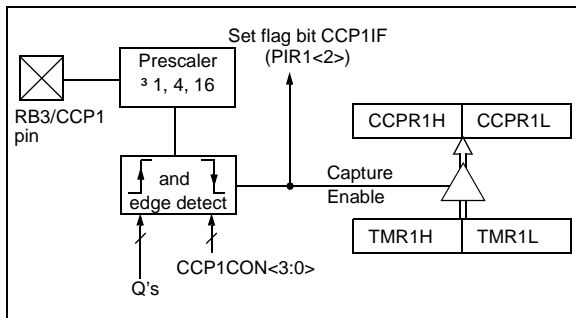 Set flag bit CCP1IF
(PIR1<2>)
Prescaler
³ 1, 4, 16
RB3/CCP1
pin
CCPR1H
CCPR1L
and
edge detect
Capture
Enable
TMR1H
TMR1L
CCP1CON<3:0>
Q's